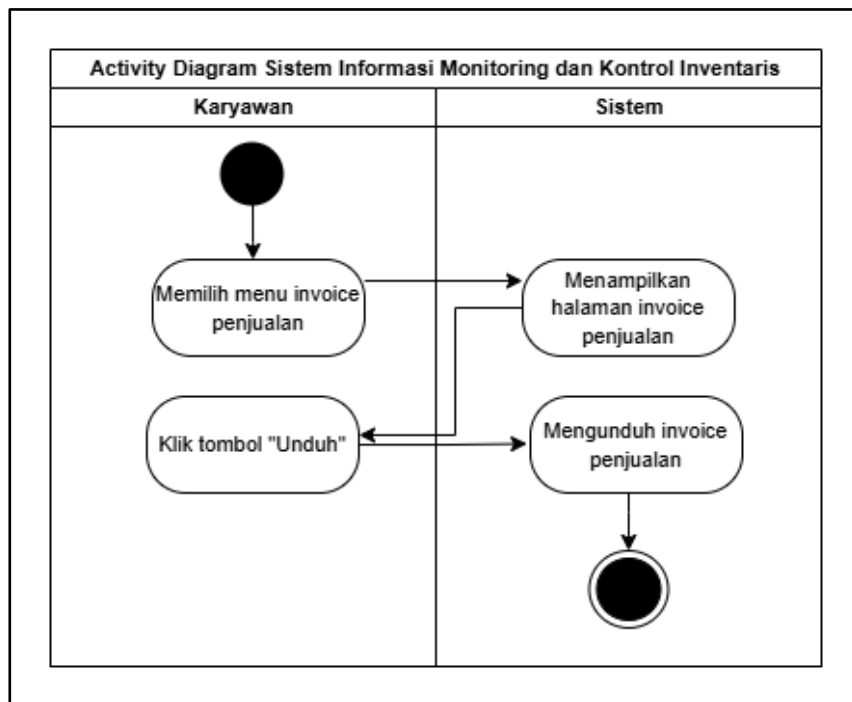 Activity Diagram Sistem Informasi Monitoring dan Kontrol Inventaris
Karyawan
Sistem
Memilih menu invoice
penjualan
Menampilkan
halaman invoice
penjualan
Klik tombol "Unduh"
Mengunduh invoice
penjualan